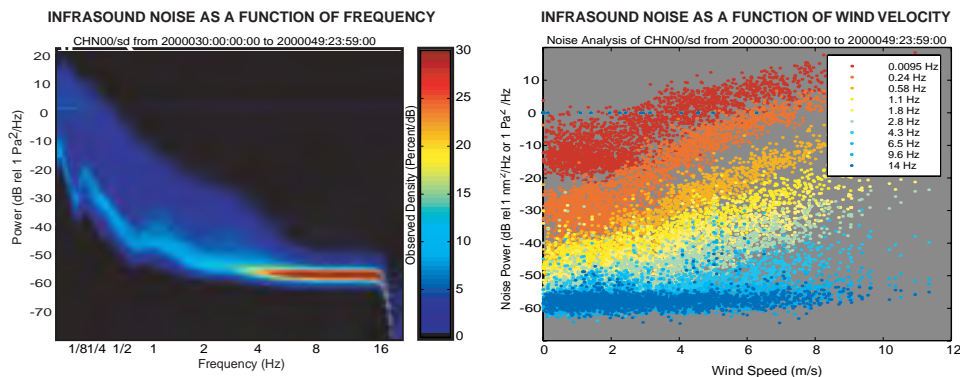 INFRASOUND NOISE AS A FUNCTION OF FREQUENCY
CHN00/sd from 2000030:00:00:00 to 2000049:23:59:00
Power (dB rel 1 Pa2/Hz)
20
10
0
-10
-20
-30
-40
-50
-60
-70
1/8 1/4 1/2 1 2 4 8 16
Frequency (Hz)
30
25
20
15
10
5
0
Observed Density (Percent/dB)
INFRASOUND NOISE AS A FUNCTION OF WIND VELOCITY
Noise Analysis of CHN00/sd from 2000030:00:00:00 to 2000049:23:59:00
Noise Power (dB rel 1 nm2/Hz or 1 Pa2 /Hz)
10
0
-10
-20
-30
-40
-50
-60
0.0095 Hz
0.24 Hz
0.58 Hz
1.1 Hz
1.8 Hz
2.8 Hz
4.3 Hz
6.5 Hz
9.6 Hz
14 Hz
0 2 4 6 8 10 12
Wind Speed (m/s)